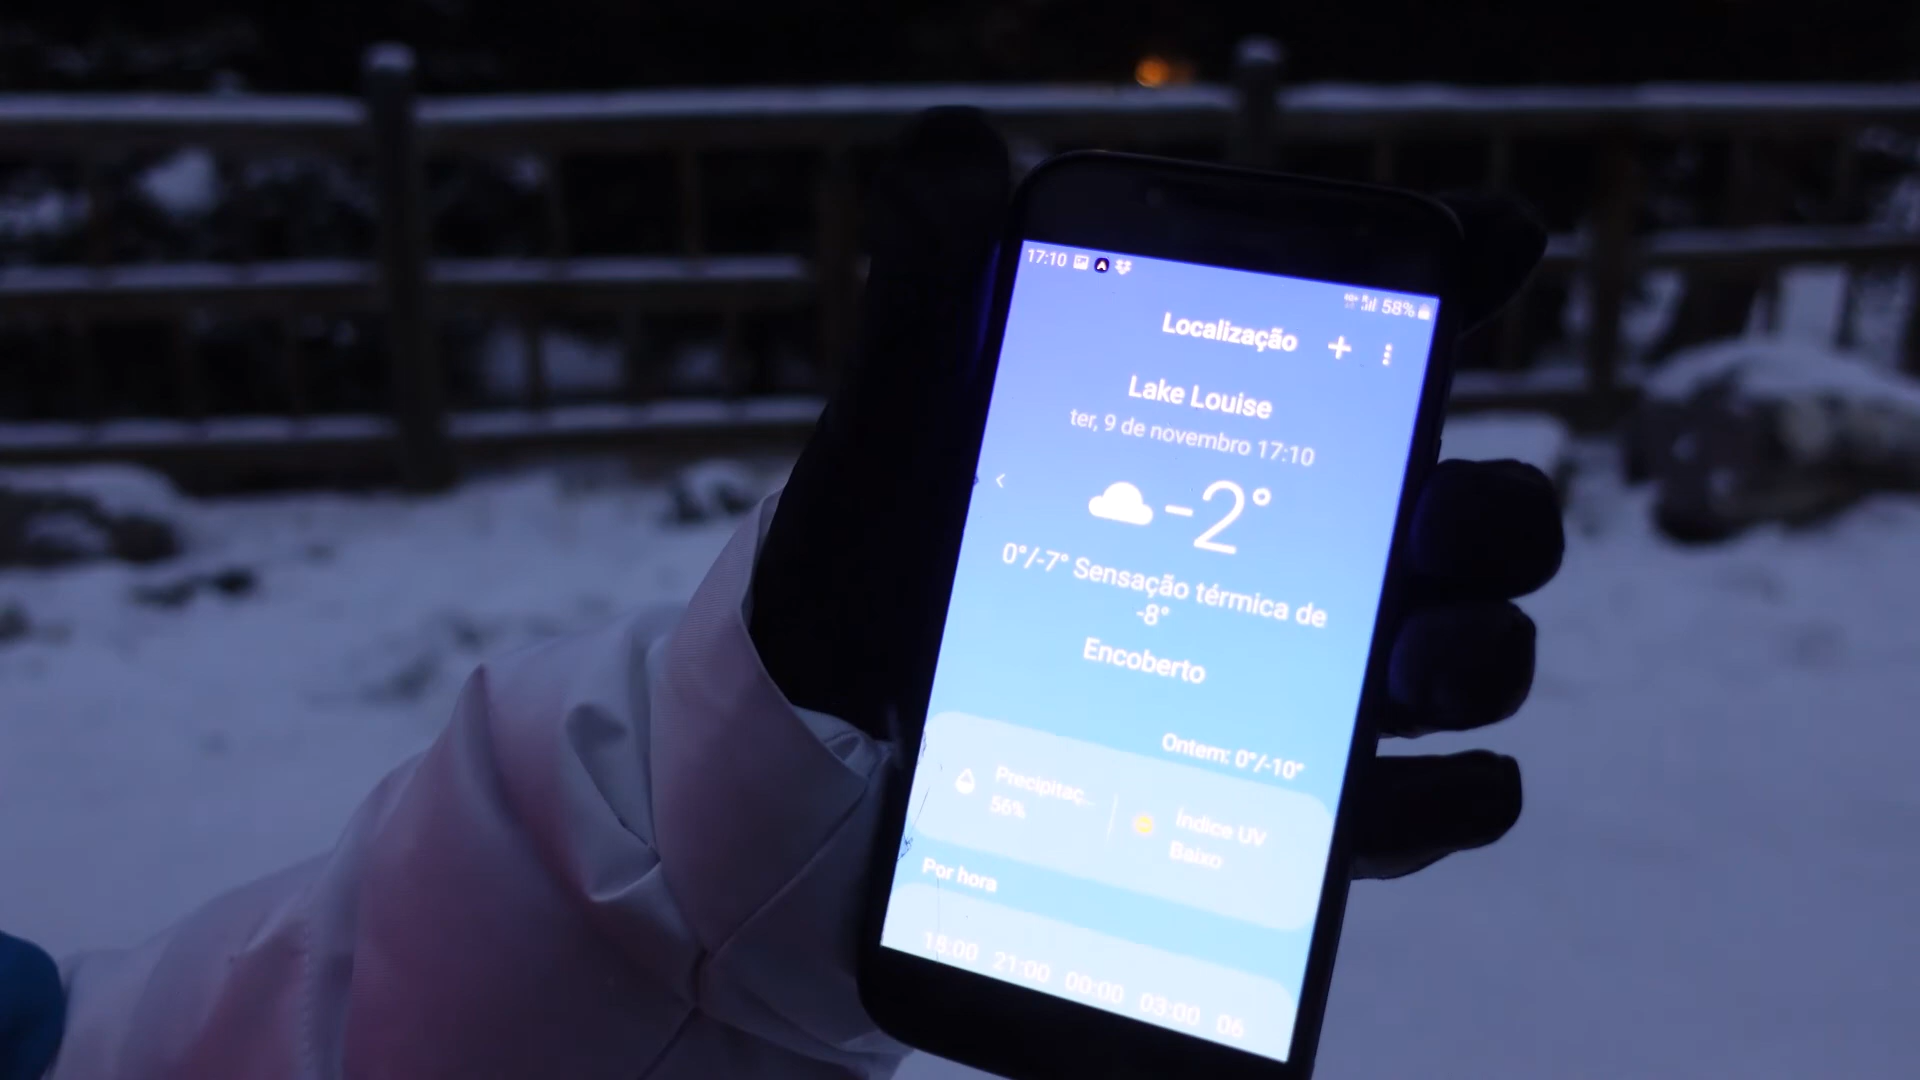 17:10
58%
Localização
Lake Louise
ter, 9 de novembro 17:10
-2°
0°/-7° Sensação térmica de
-8°
Encoberto
Ontem: 0°/-10°
Precipitaç...
56%
Índice UV
Baixo
Por hora
18:00 21:00 00:00 03:00 06